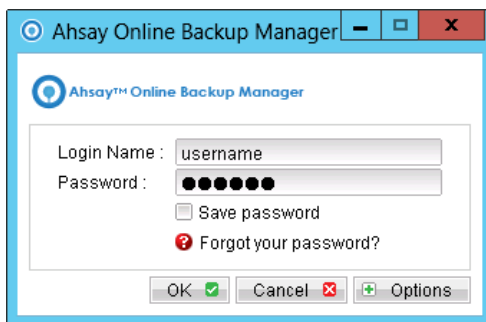 Ahsay Online Backup Manager
x
Ahsay™ Online Backup Manager
Login Name : username
Password : ●●●●●●
Save password
? Forgot your password?
OK Cancel + Options